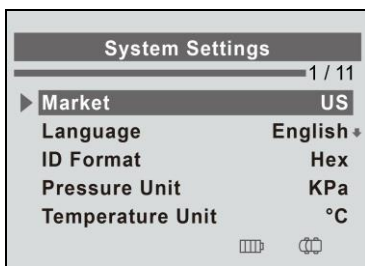 System Settings
1 / 11
Market US
Language English
ID Format Hex
Pressure Unit KPa
Temperature Unit °C